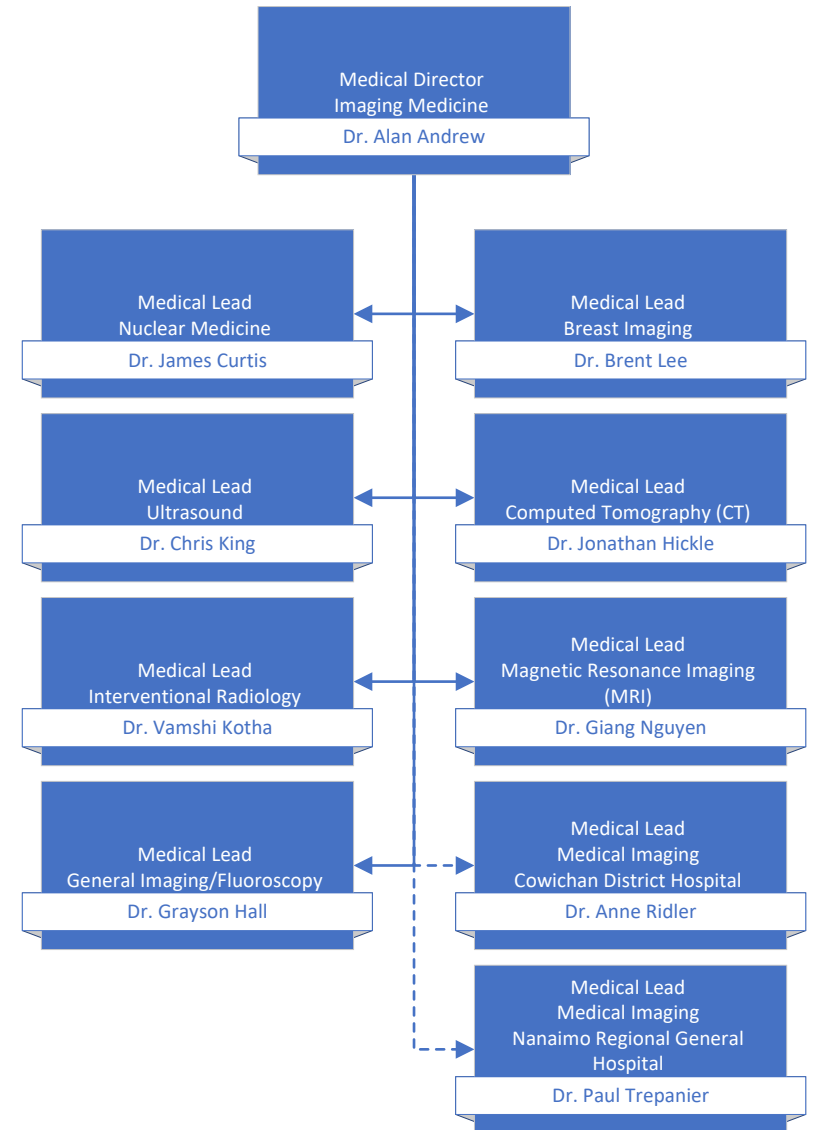 Medical Director
Imaging Medicine
Dr. Alan Andrew
Medical Lead
Nuclear Medicine
Dr. James Curtis
Medical Lead
Breast Imaging
Dr. Brent Lee
Medical Lead
Ultrasound
Dr. Chris King
Medical Lead
Computed Tomography (CT)
Dr. Jonathan Hickle
Medical Lead
Interventional Radiology
Dr. Vamshi Kotha
Medical Lead
Magnetic Resonance Imaging
(MRI)
Dr. Giang Nguyen
Medical Lead
General Imaging/Fluoroscopy
Dr. Grayson Hall
Medical Lead
Medical Imaging
Cowichan District Hospital
Dr. Anne Ridler
Medical Lead
Medical Imaging
Nanaimo Regional General
Hospital
Dr. Paul Trepanier